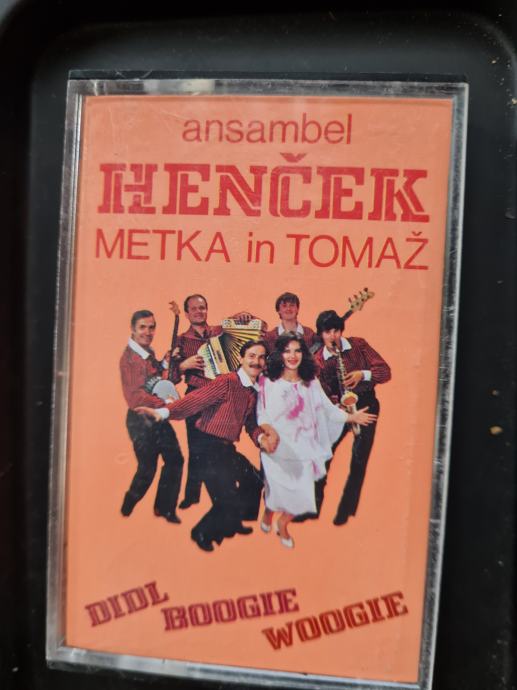 ansambel
HENČEK
METKA in TOMAŽ
DIDL
BOOGIE
WOOGIE